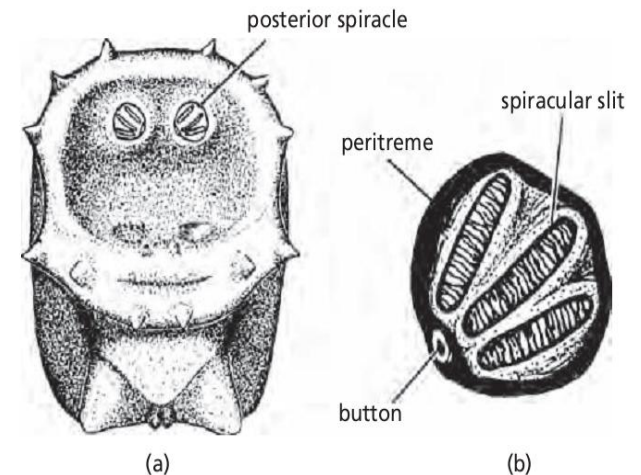 posterior spiracle
spiracular slit
peritreme
button
(a)
(b)